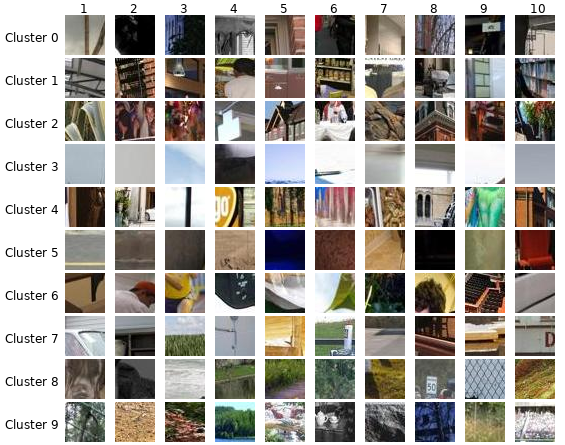 1 2 3 4 5 6 7 8 9 10
Cluster 0
Cluster 1
Cluster 2
Cluster 3
Cluster 4
go
Cluster 5
Cluster 6
Cluster 7
D
Cluster 8
50
Cluster 9